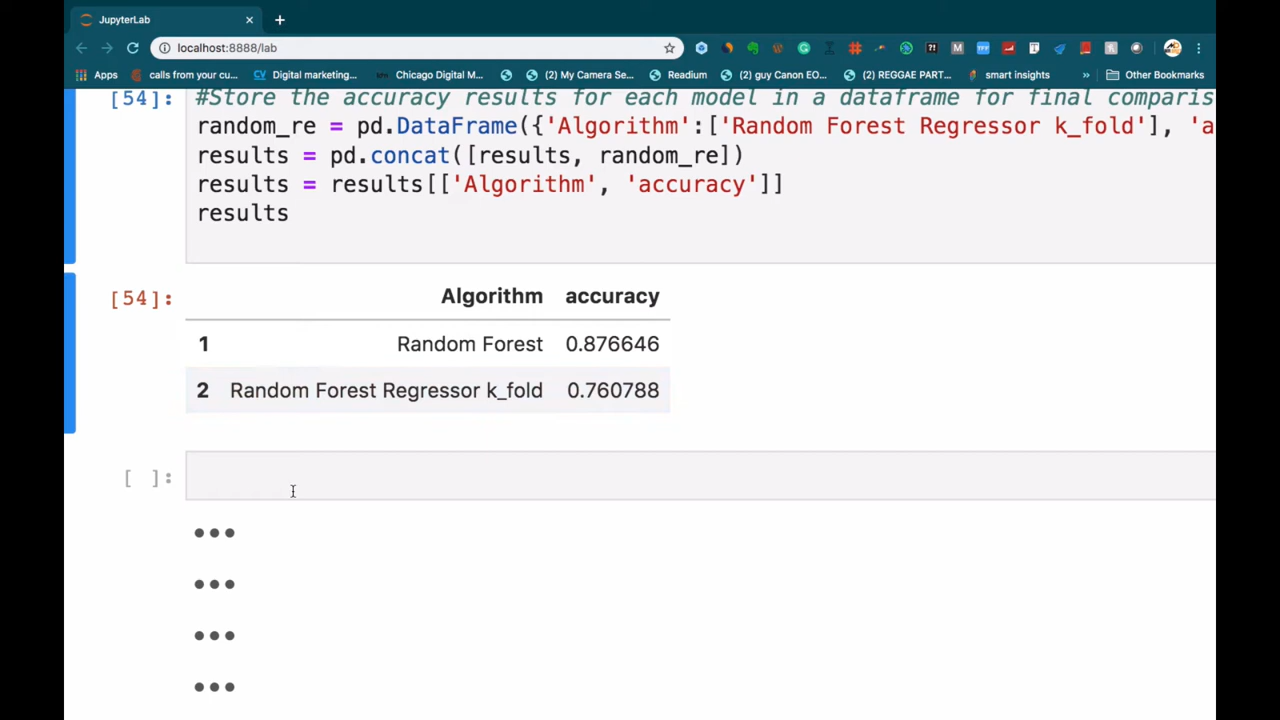 JupyterLab
localhost:8888/lab
Apps calls from your cu... CV Digital marketing... Chicago Digital M... (2) My Camera Se... Readium (2) guy Canon EO... (2) REGGAE PART... smart insights » Other Bookmarks
[54]: #Store the accuracy results for each model in a dataframe for final comparis
random_re = pd.DataFrame({'Algorithm':['Random Forest Regressor k_fold'], 'a
results = pd.concat([results, random_re])
results = results[['Algorithm', 'accuracy']]
results
[54]: Algorithm accuracy
1 Random Forest 0.876646
2 Random Forest Regressor k_fold 0.760788
[ ]: